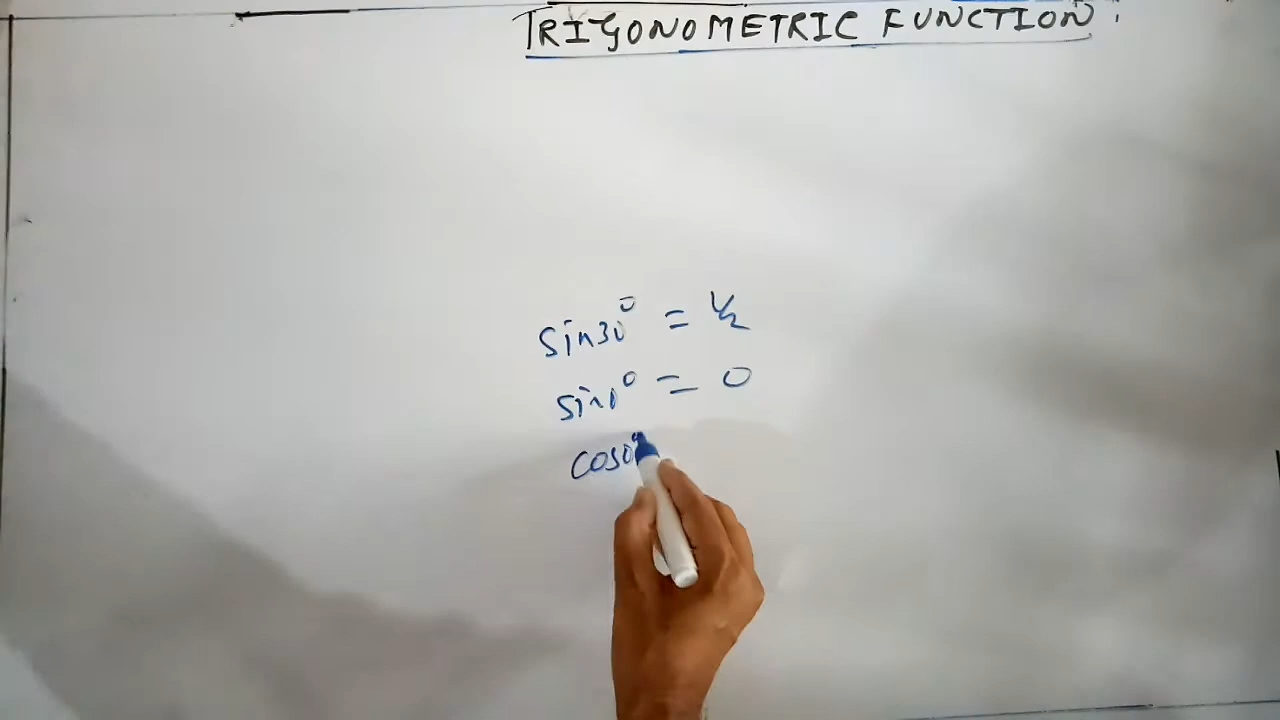 TRIGONOMETRIC FUNCTION :
sin30° = 1/2
sin0° = 0
cos0°